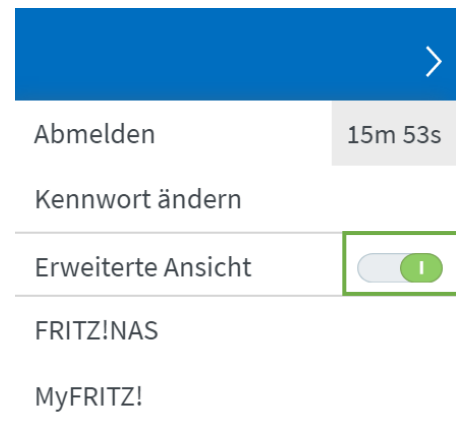 Abmelden 15m 53s
Kennwort ändern
Erweiterte Ansicht
FRITZ!NAS
MyFRITZ!